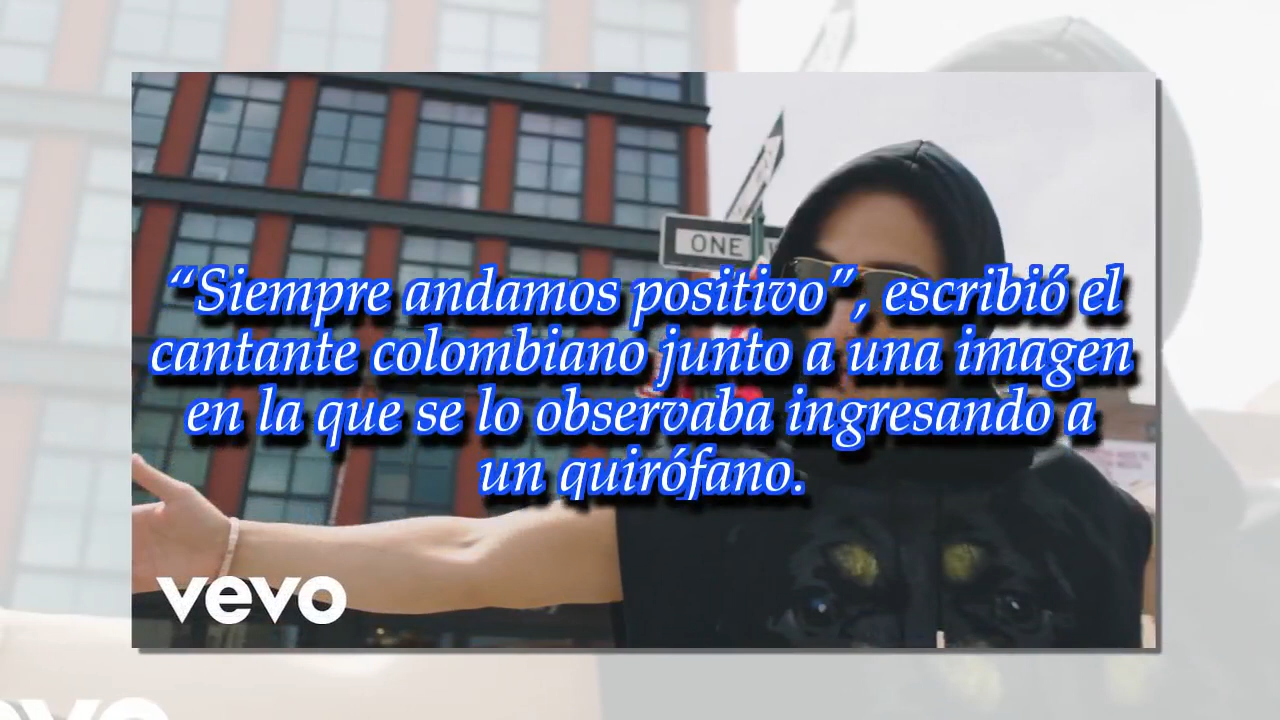 ONE
“Siempre andamos positivo”, escribió el
cantante colombiano junto a una imagen
en la que se lo observaba ingresando a
un quirófano.
vevo